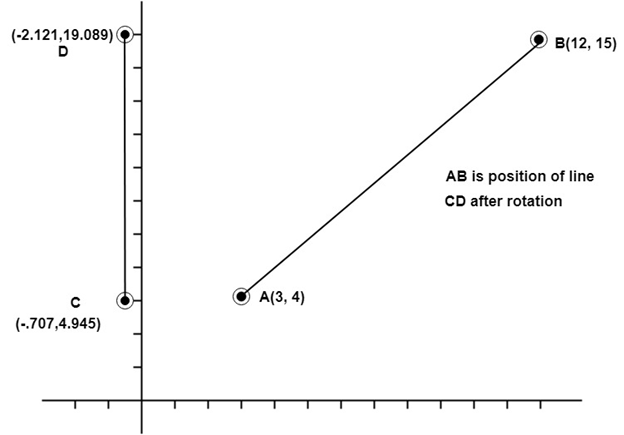 (-2.121,19.089)
D
B(12, 15)
AB is position of line
CD after rotation
C
(-.707,4.945)
A(3, 4)